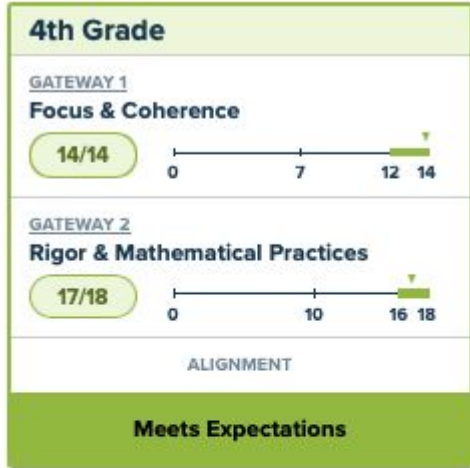 4th Grade
GATEWAY 1
Focus & Coherence
14/14
0 7 12 14
GATEWAY 2
Rigor & Mathematical Practices
17/18
0 10 16 18
ALIGNMENT
Meets Expectations